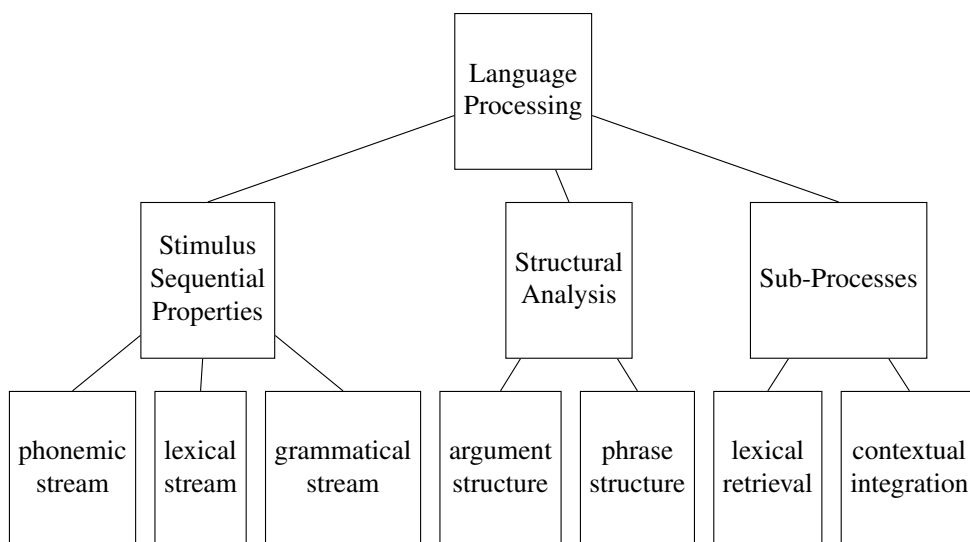 Language
Processing
Stimulus
Sequential
Properties
Structural
Analysis
Sub-Processes
phonemic
stream
lexical
stream
grammatical
stream
argument
structure
phrase
structure
lexical
retrieval
contextual
integration